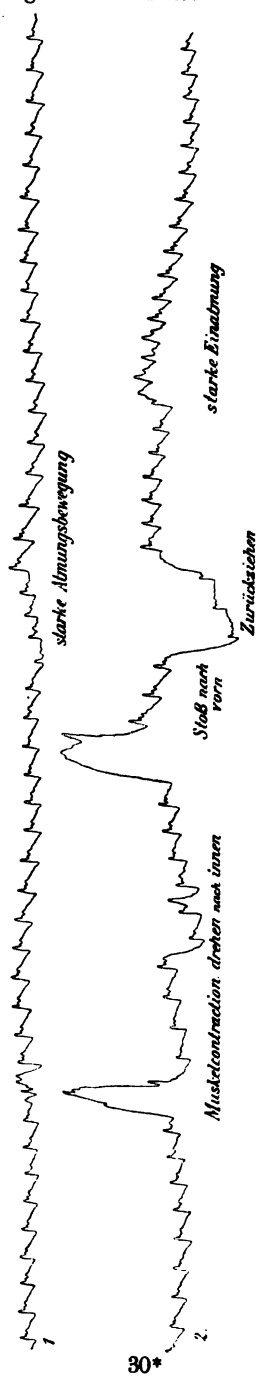 1
starke Atmungsbewegung
2.
Muskelcontraction drehen nach innen
Stoß nach
vorn
Zurückziehen
starke Einatmung
30*